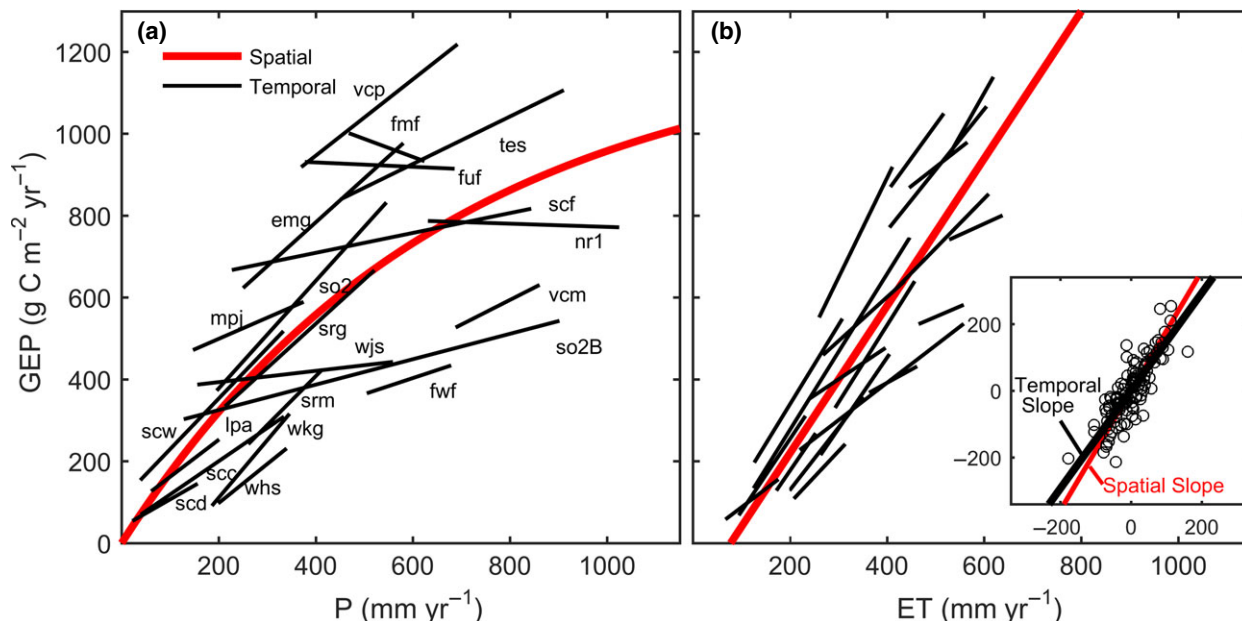 (a)
Spatial
Temporal
vcp
fmf
tes
fuf
emg
scf
nr1
so2
mpj
srg
vcm
wjs
so2B
fwf
srm
scw
lpa
wkg
scc
scd
whs
GEP (g C m−2 yr−1)
0
200
400
600
800
1000
1200
200 400 600 800 1000
P (mm yr−1)
(b)
200 400 600 800 1000
ET (mm yr−1)
200
0
−200
−200 0 200
Temporal
Slope
Spatial Slope